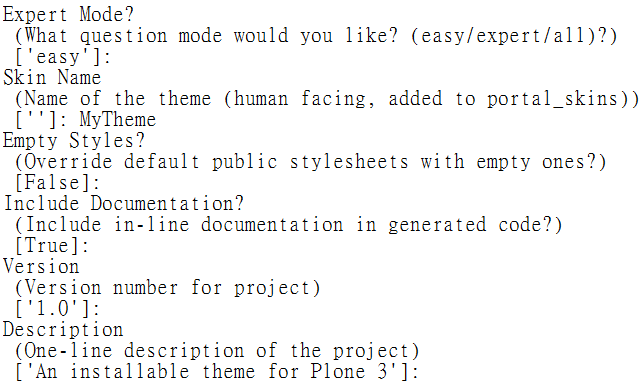 Expert Mode?
(What question mode would you like? (easy/expert/all)?)
['easy']:
Skin Name
(Name of the theme (human facing, added to portal_skins))
['']: MyTheme
Empty Styles?
(Override default public stylesheets with empty ones?)
[False]:
Include Documentation?
(Include in-line documentation in generated code?)
[True]:
Version
(Version number for project)
['1.0']:
Description
(One-line description of the project)
['An installable theme for Plone 3']: